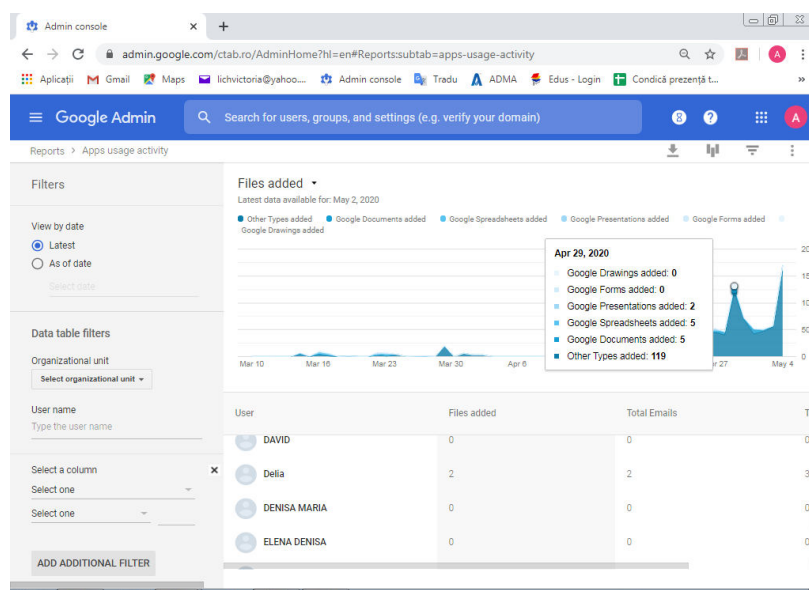 Admin console
admin.google.com/ctab.ro/AdminHome?hl=en#Reports:subtab=apps-usage-activity
A
Aplicații Gmail Maps lichvictoria@yahoo.... Admin console Tradu ADMA Edus - Login Condică prezență t... »
Google Admin Search for users, groups, and settings (e.g. verify your domain) 8 ? A
Reports > Apps usage activity
Filters
View by date
Latest
As of date
Select date
Data table filters
Organizational unit
Select organizational unit
User name
Type the user name
Select a column
Select one
Select one
ADD ADDITIONAL FILTER
Files added
Latest data available for: May 2, 2020
Other Types added Google Documents added Google Spreadsheets added Google Presentations added Google Forms added
Google Drawings added
Apr 29, 2020
Google Drawings added: 0
Google Forms added: 0
Google Presentations added: 2
Google Spreadsheets added: 5
Google Documents added: 5
Other Types added: 119
50
0
Mar 10 Mar 16 Mar 23 Mar 30 Apr 6 May 4
User Files added Total Emails T
DAVID 0 0 0
Delia 2 2 3
DENISA MARIA 0 0 0
ELENA DENISA 0 0 0